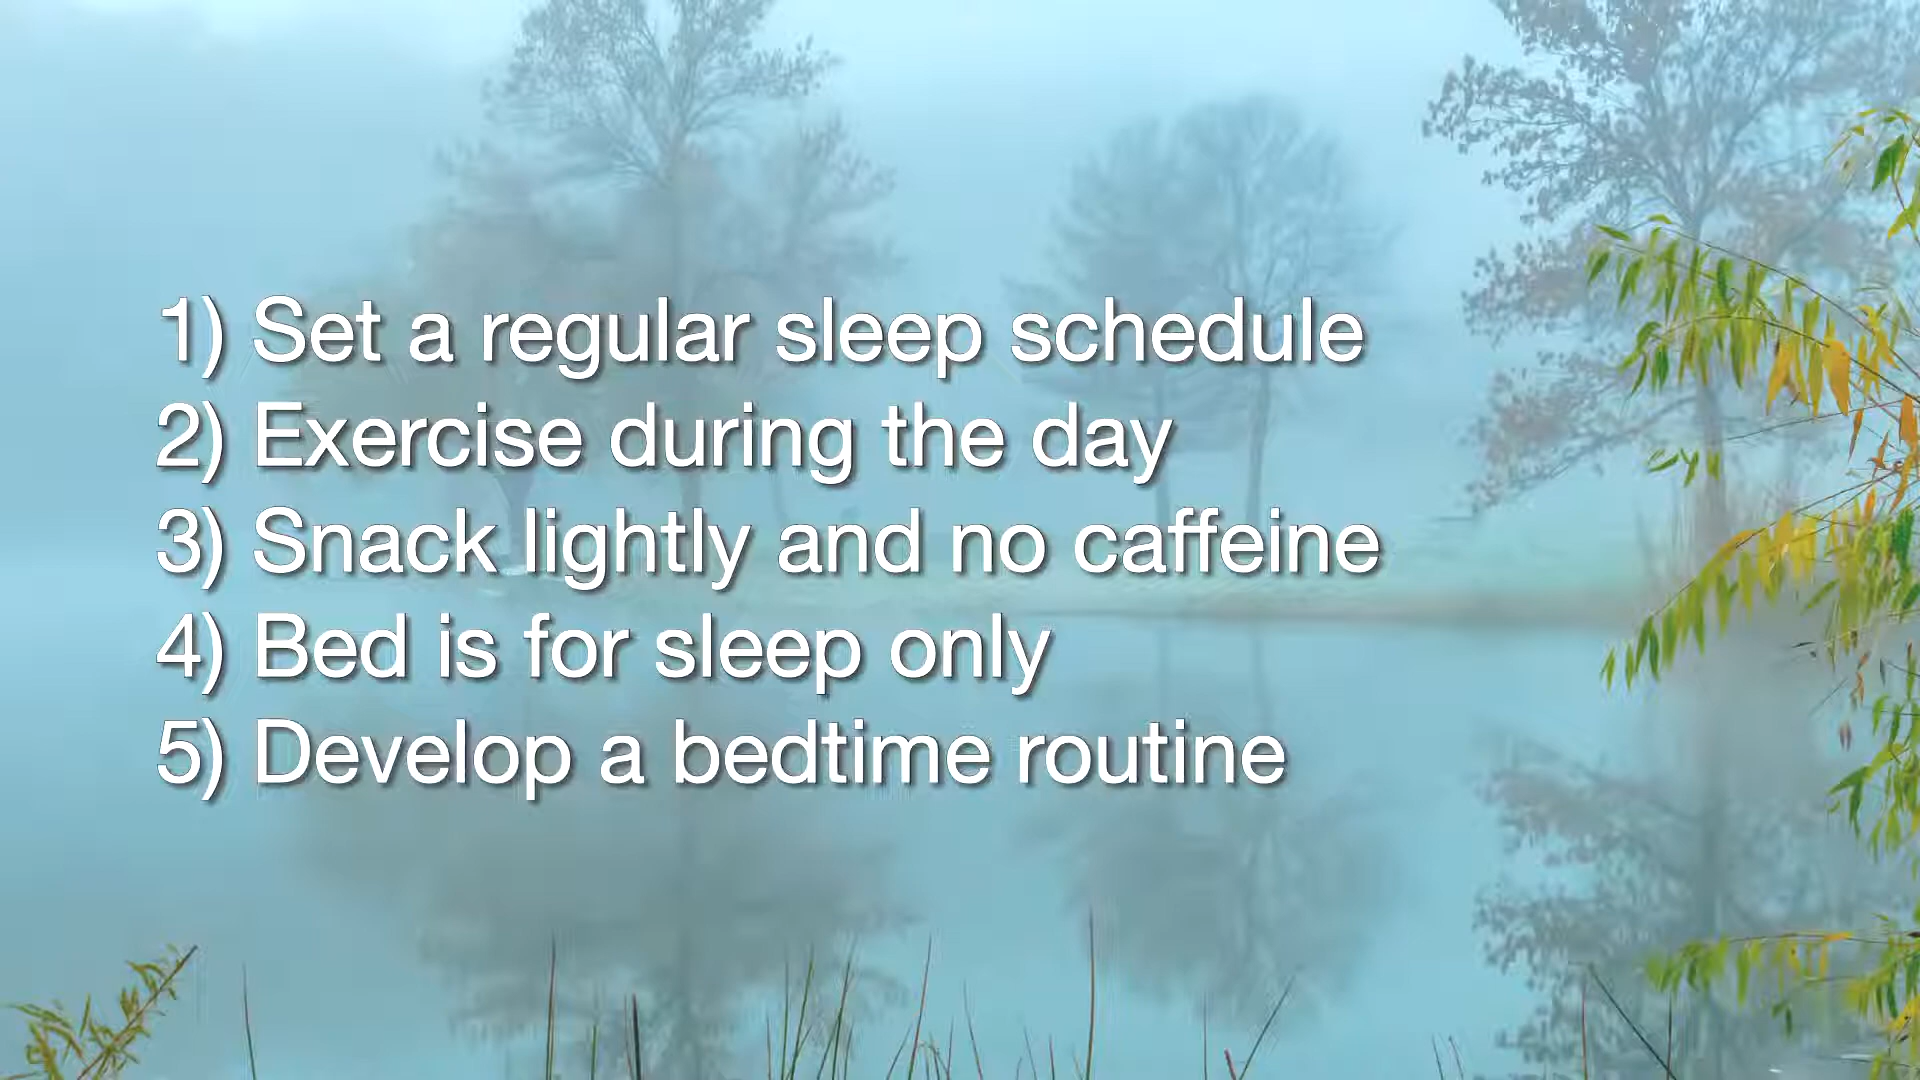 1) Set a regular sleep schedule
2) Exercise during the day
3) Snack lightly and no caffeine
4) Bed is for sleep only
5) Develop a bedtime routine